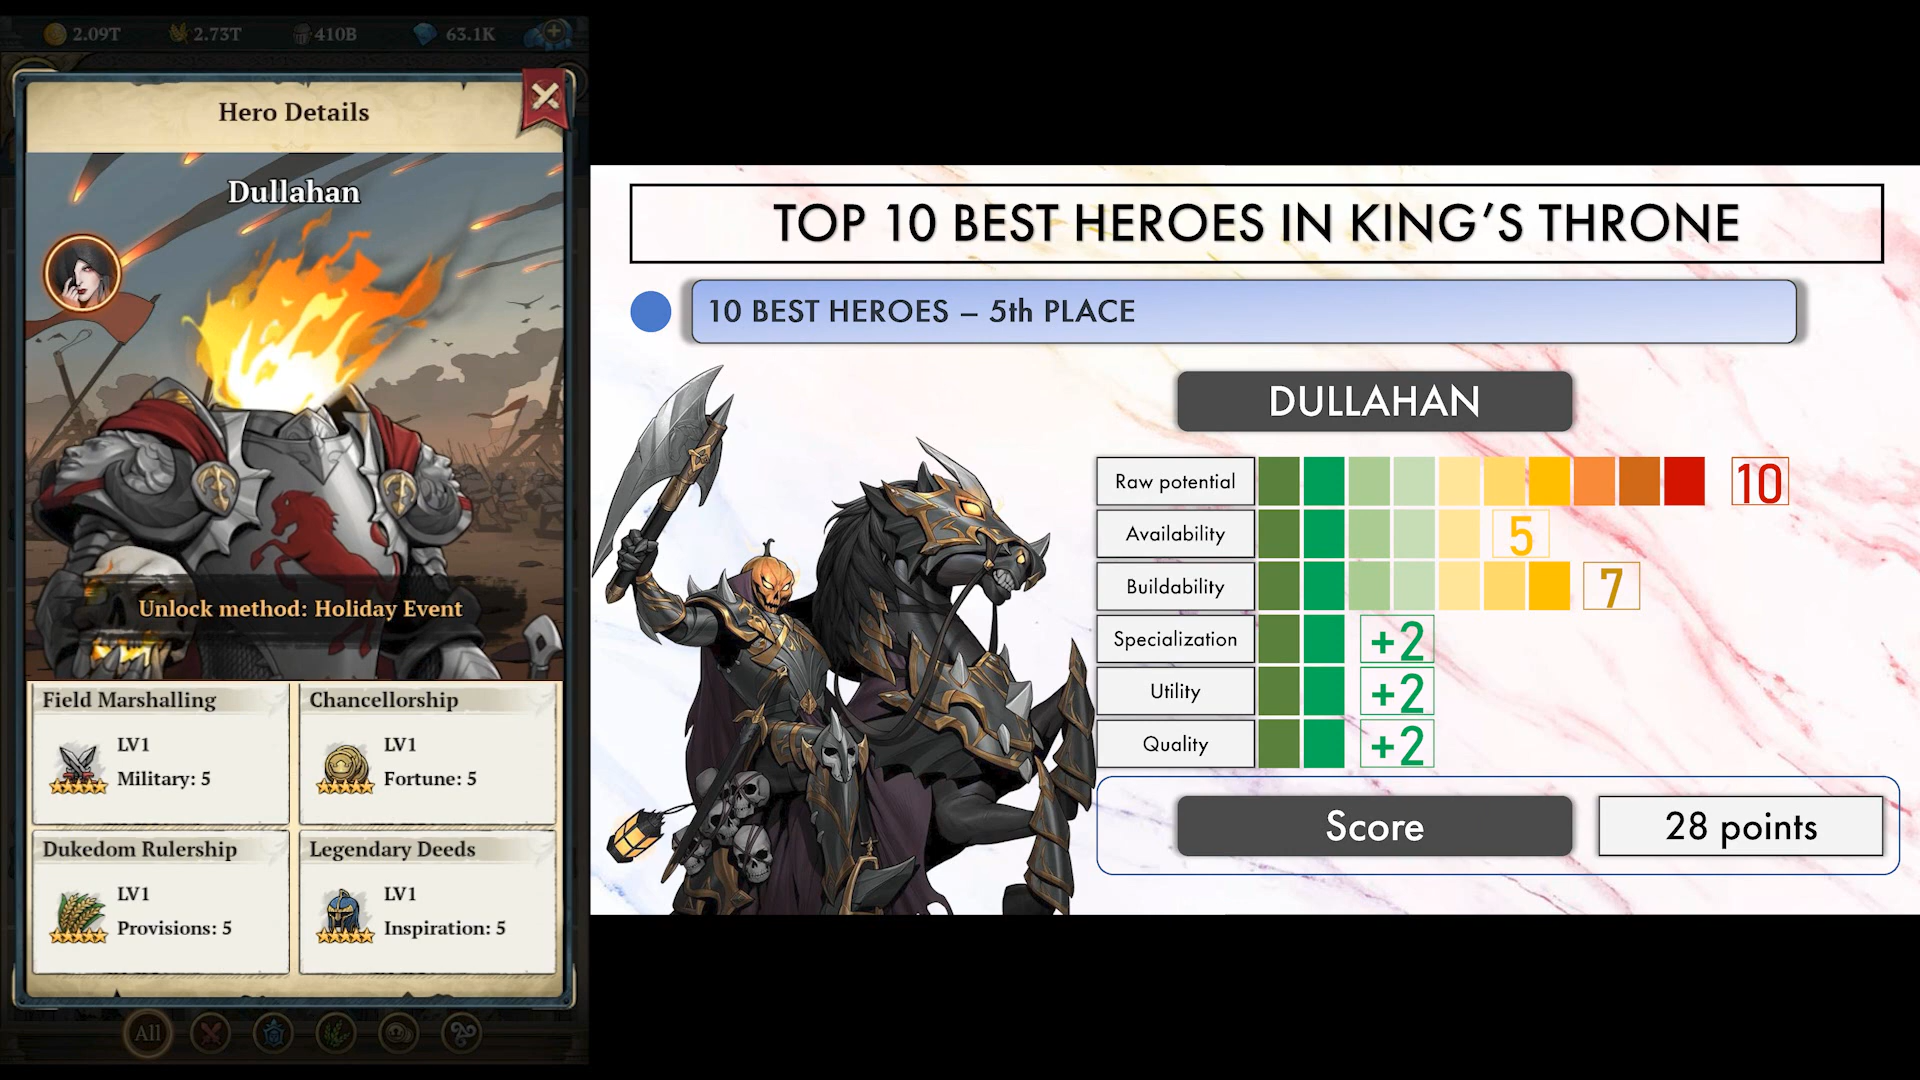 2.09T 2.73T 410B 63.1K
Hero Details
Dullahan
Unlock method: Holiday Event
Field Marshalling
LV1
Military: 5
Chancellorship
LV1
Fortune: 5
Dukedom Rulership
LV1
Provisions: 5
Legendary Deeds
LV1
Inspiration: 5
All
TOP 10 BEST HEROES IN KING'S THRONE
10 BEST HEROES – 5th PLACE
DULLAHAN
Raw potential 10
Availability 5
Buildability 7
Specialization +2
Utility +2
Quality +2
Score 28 points